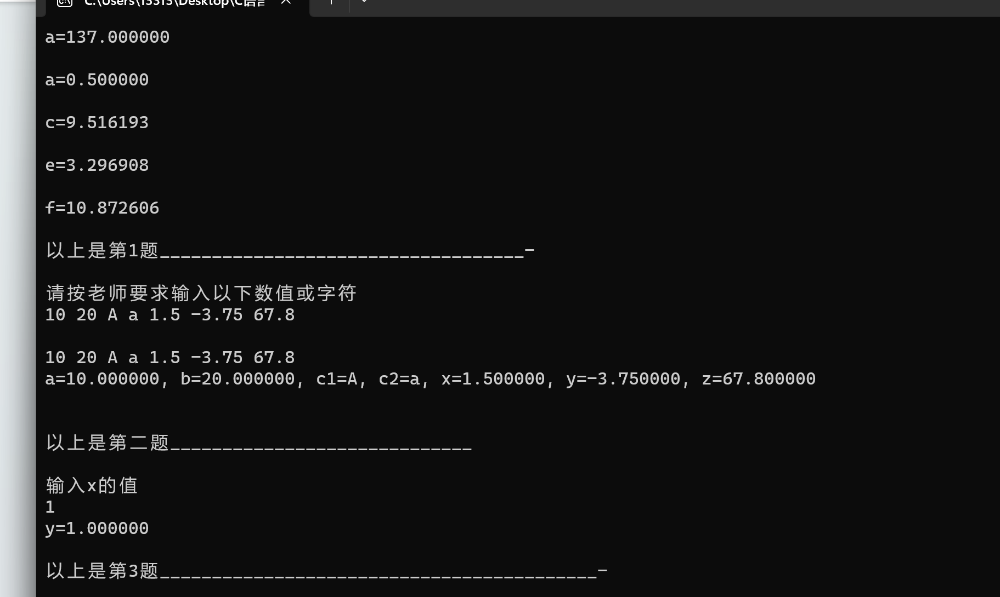 C:\Users\13313\Desktop\C语言
a=137.000000
a=0.500000
c=9.516193
e=3.296908
f=10.872606
以上是第1题___________________________________-
请按老师要求输入以下数值或字符
10 20 A a 1.5 -3.75 67.8
10 20 A a 1.5 -3.75 67.8
a=10.000000, b=20.000000, c1=A, c2=a, x=1.500000, y=-3.750000, z=67.800000
以上是第二题_____________________________
输入x的值
1
y=1.000000
以上是第3题__________________________________________-